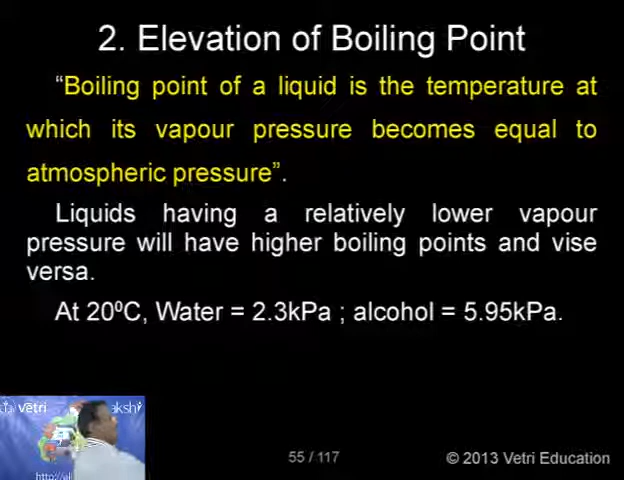 2. Elevation of Boiling Point
“Boiling point of a liquid is the temperature at
which its vapour pressure becomes equal to
atmospheric pressure”.
Liquids having a relatively lower vapour
pressure will have higher boiling points and vise
versa.
At 20⁰C, Water = 2.3kPa ; alcohol = 5.95kPa.
vetri
55 / 117
© 2013 Vetri Education